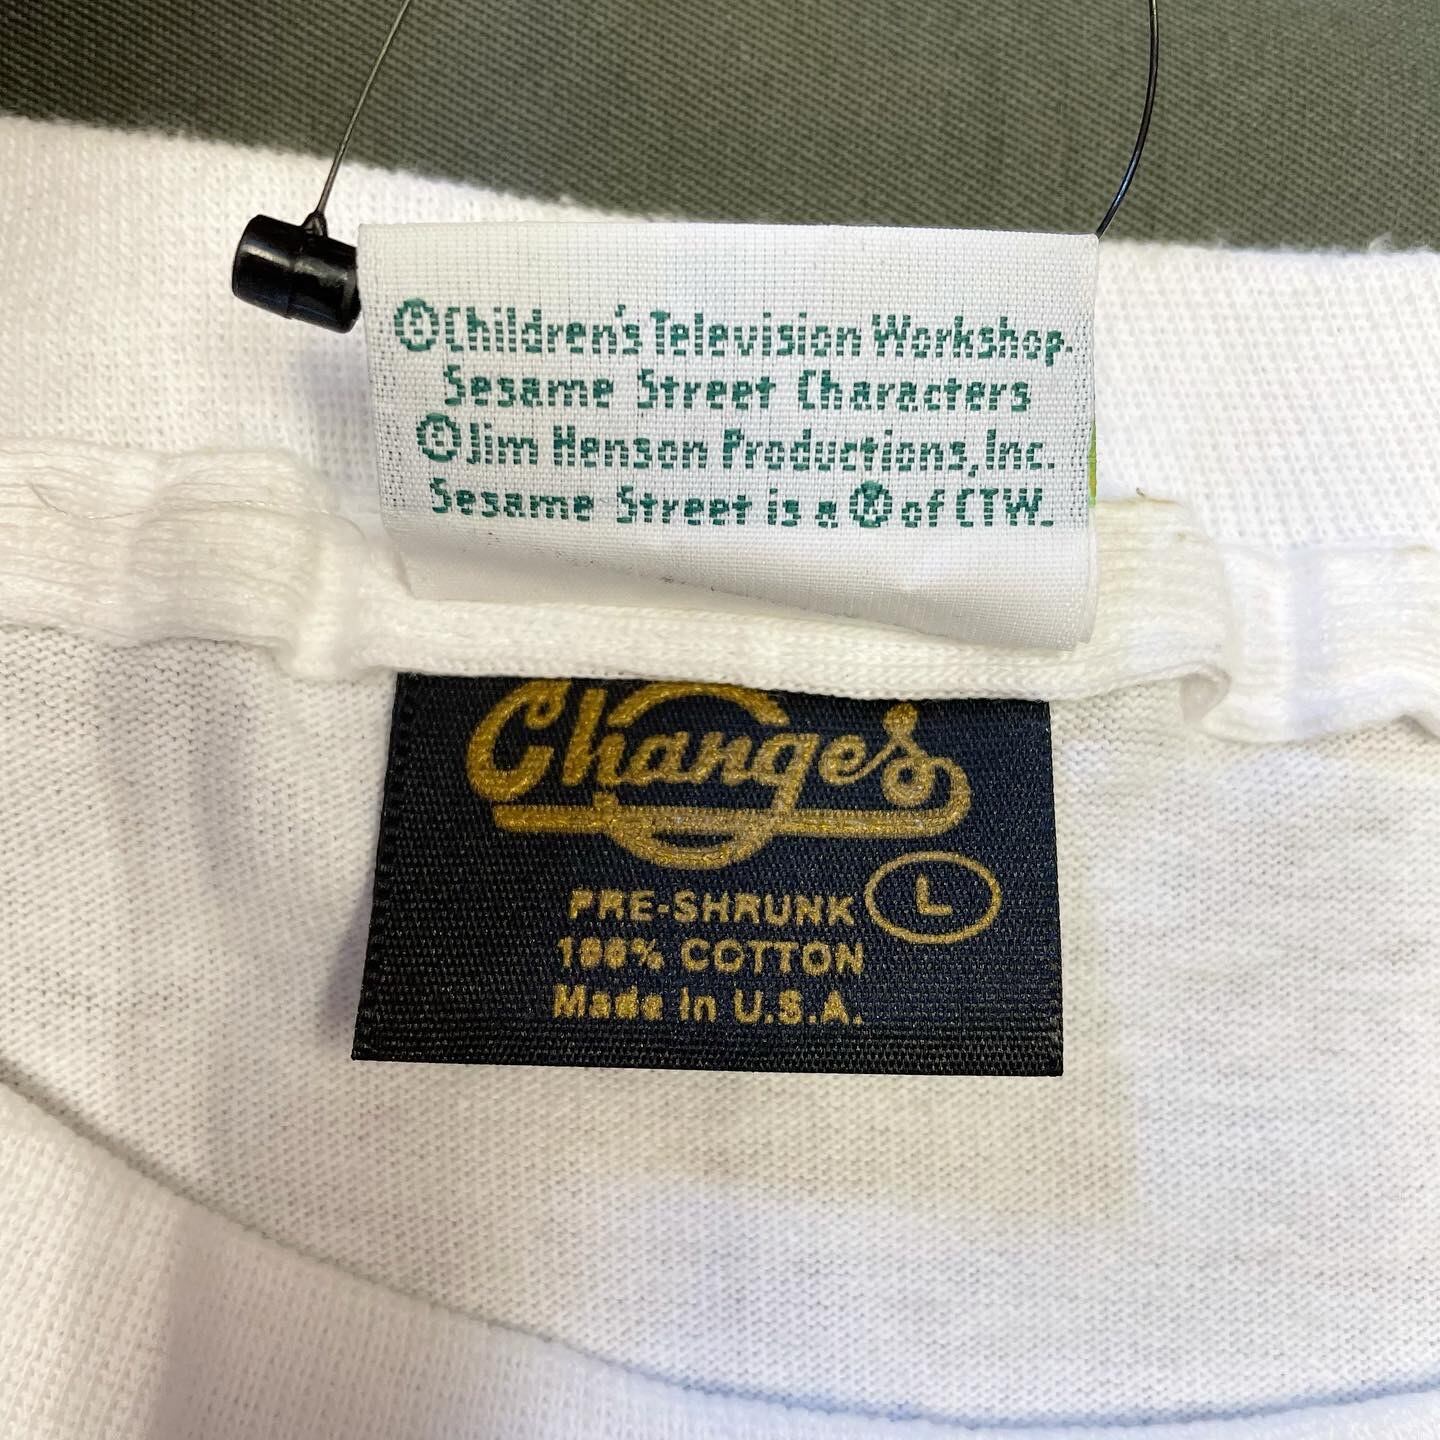 ©Children's Television Workshop.
Sesame Street Characters
©Jim Henson Productions, Inc.
Sesame Street is a TM of CTW.
Changes
PRE-SHRUNK L
100% COTTON
Made in U.S.A.